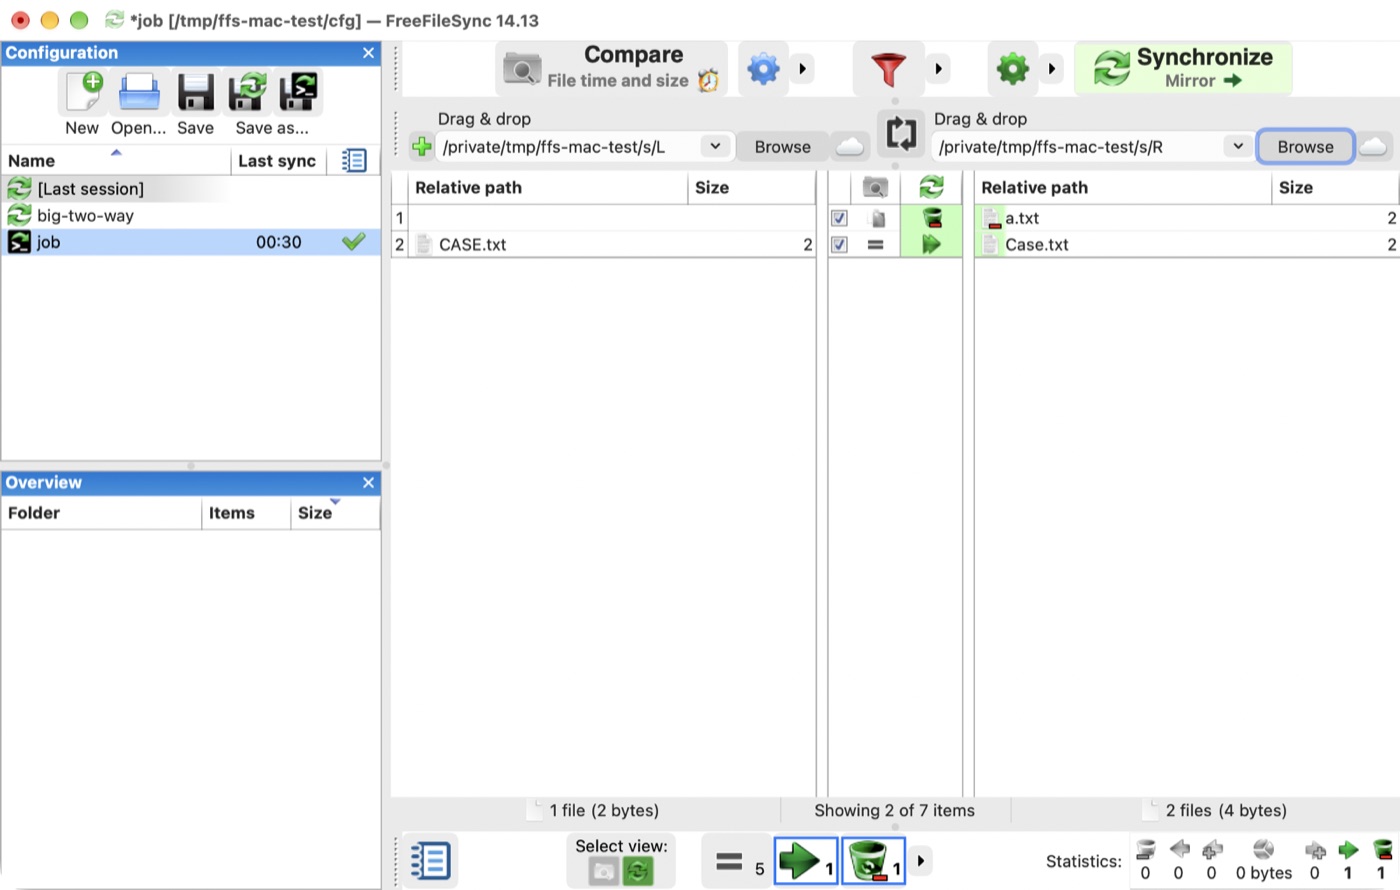 *job [/tmp/ffs-mac-test/cfg] — FreeFileSync 14.13
Configuration
New Open... Save Save as...
Name Last sync
[Last session]
big-two-way
job 00:30
Overview
Folder Items Size
Compare
File time and size
Synchronize
Mirror
Drag & drop
/private/tmp/ffs-mac-test/s/L Browse
Drag & drop
/private/tmp/ffs-mac-test/s/R Browse
Relative path Size
Relative path Size
1 a.txt 2
2 CASE.txt 2 Case.txt 2
1 file (2 bytes) Showing 2 of 7 items 2 files (4 bytes)
Select view:
5 1 1
Statistics:
0 0 0 0 bytes 0 1 1